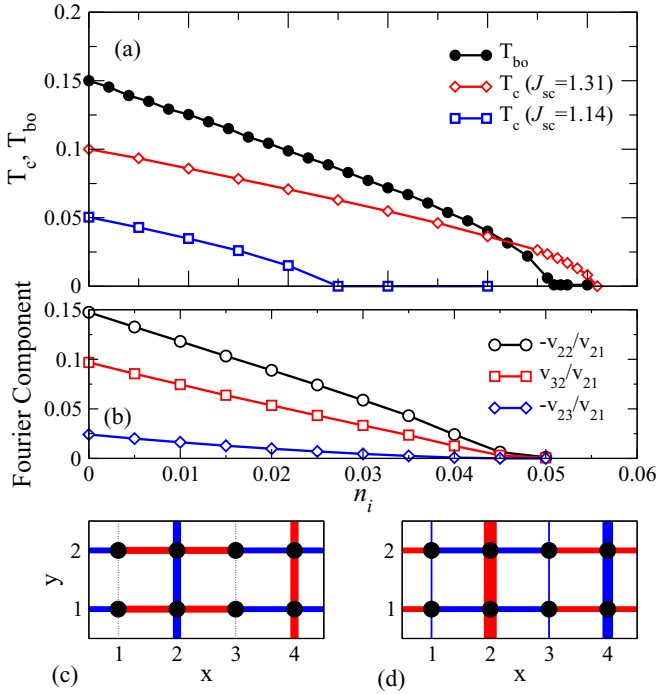 0.2
(a)
T_bo
T_c (J_sc=1.31)
T_c (J_sc=1.14)
0.15
0.1
0.05
0
T_c, T_bo
0.15
0.1
0.05
0
Fourier Component
(b)
-v_22/v_21
v_32/v_21
-v_23/v_21
0 0.01 0.02 0.03 0.04 0.05 0.06
n_i
2
y
1
1 2 3 4
(c) x
2
1
1 2 3 4
(d) x